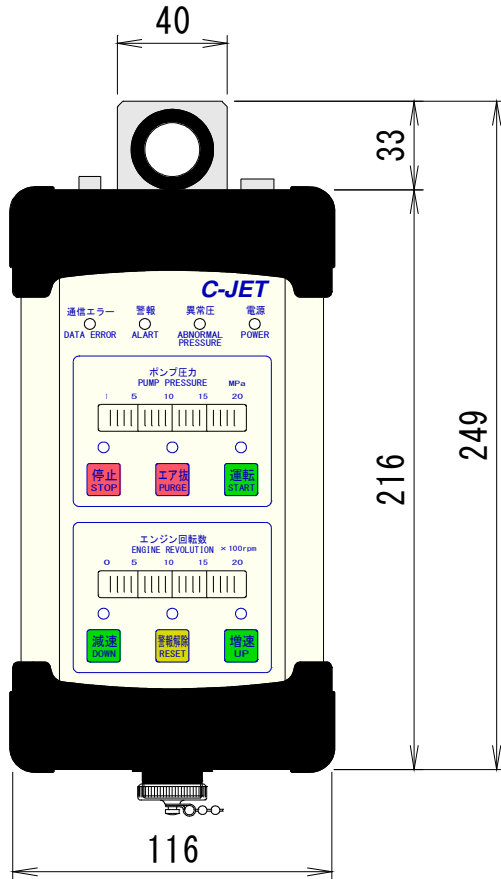 40
33
C-JET
通信エラー 警報 異常圧 電源
DATA ERROR ALART ABNORMAL PRESSURE POWER
ポンプ圧力
PUMP PRESSURE MPa
1 5 10 15 20
停止 エア抜 運転
STOP PURGE START
エンジン回転数
ENGINE REVOLUTION ×100rpm
0 5 10 15 20
減速 警報解除 増速
DOWN RESET UP
216
249
116